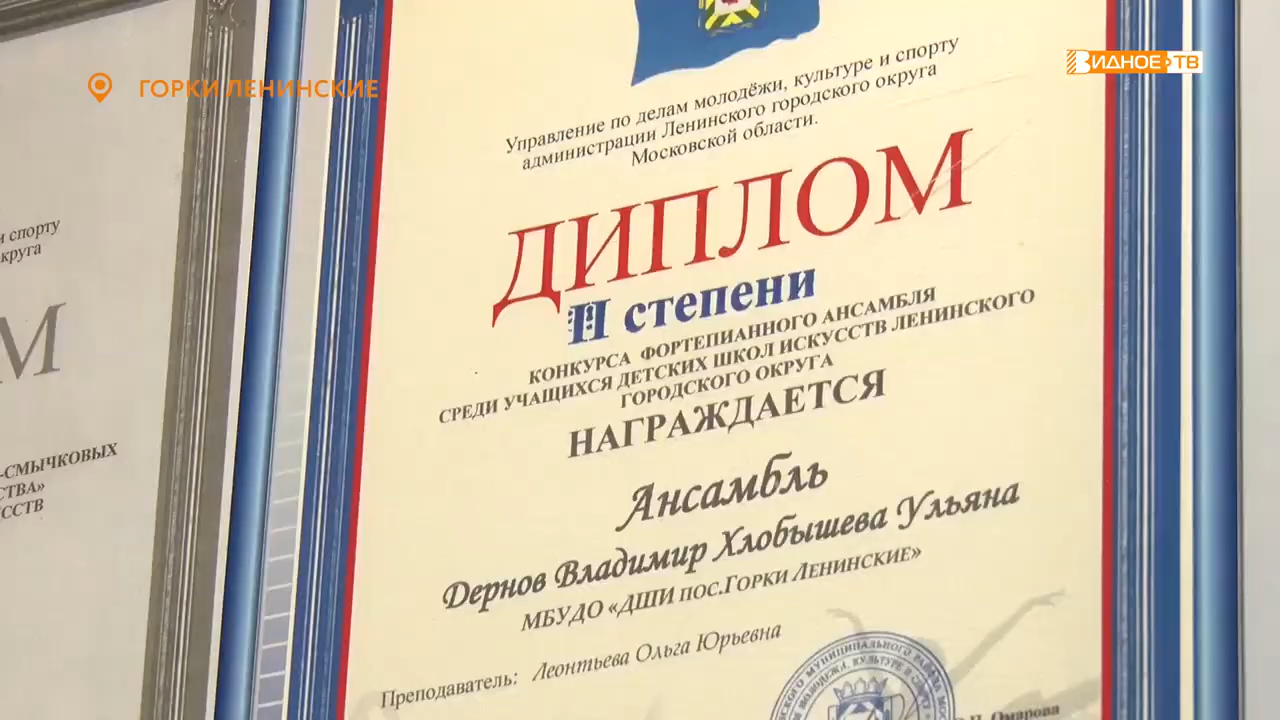 ГОРКИ ЛЕНИНСКИЕ
ВИДНОЕ ТВ
и спорту
округа
М
-СМЫЧКОВЫХ
Управление по делам молодёжи, культуре и спорту
администрации Ленинского городского округа
Московской области.
ДИПЛОМ
II степени
КОНКУРСА ФОРТЕПИАННОГО АНСАМБЛЯ
СРЕДИ УЧАЩИХСЯ ДЕТСКИХ ШКОЛ ИСКУССТВ ЛЕНИНСКОГО
ГОРОДСКОГО ОКРУГА
НАГРАЖДАЕТСЯ
Ансамбль
Дернов Владимир Хлобышева Ульяна
МБУДО «ДШИ пос.Горки Ленинские»
Преподаватель: Леонтьева Ольга Юрьевна
Омарова